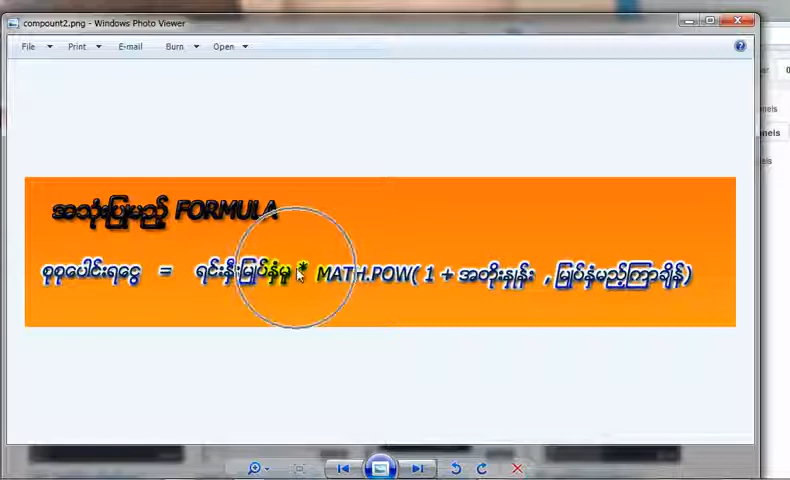 compount2.png - Windows Photo Viewer
File Print E-mail Burn Open
အသုံးပြုမည့် FORMULA
စုစုပေါင်းရငွေ = ရင်းနှီးမြုပ်နှံမှု * MATH.POW( 1 + အတိုးနှုန်း , မြုပ်နှံမည့်ကြာချိန်)